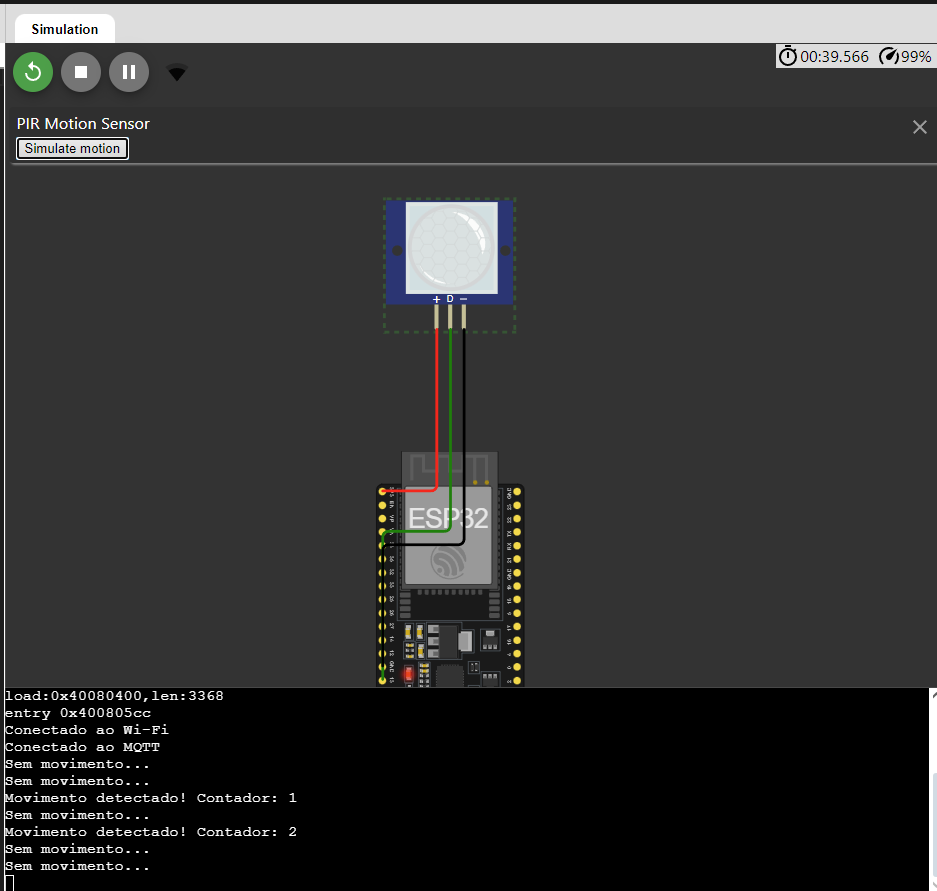 Simulation
00:39.566 99%
PIR Motion Sensor
Simulate motion
+ D −
ESP32
load:0x40080400,len:3368
entry 0x400805cc
Conectado ao Wi-Fi
Conectado ao MQTT
Sem movimento...
Sem movimento...
Movimento detectado! Contador: 1
Sem movimento...
Movimento detectado! Contador: 2
Sem movimento...
Sem movimento...